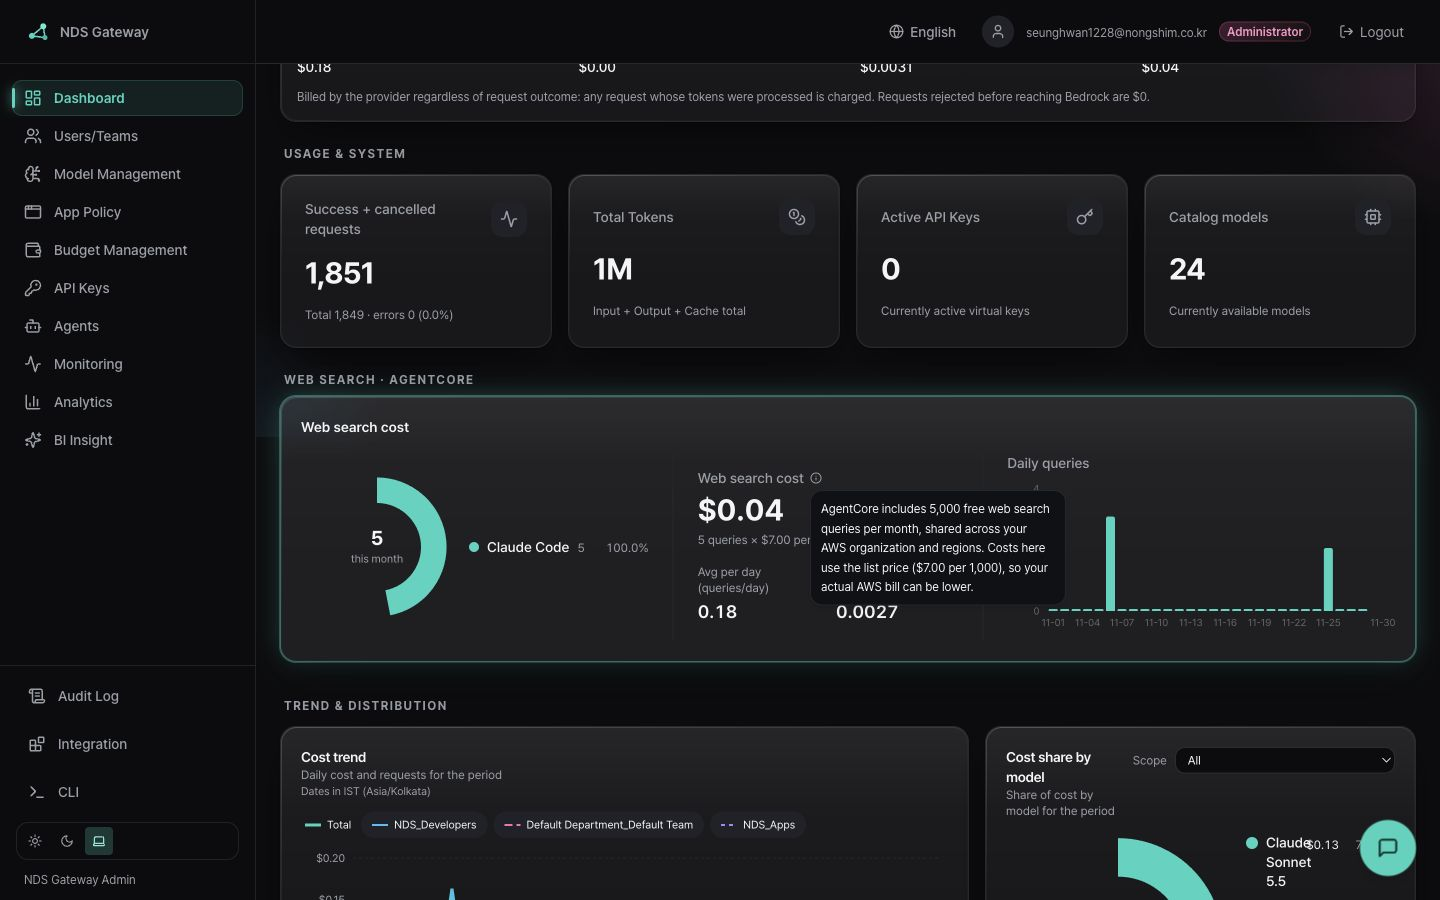 NDS Gateway
English
seunghwan1228@nongshim.co.kr
Administrator
Logout
Dashboard
Users/Teams
Model Management
App Policy
Budget Management
API Keys
Agents
Monitoring
Analytics
BI Insight
Audit Log
Integration
CLI
NDS Gateway Admin
$0.18
$0.00
$0.0031
$0.04
Billed by the provider regardless of request outcome: any request whose tokens were processed is charged. Requests rejected before reaching Bedrock are $0.
USAGE & SYSTEM
Success + cancelled
requests
1,851
Total 1,849 · errors 0 (0.0%)
Total Tokens
1M
Input + Output + Cache total
Active API Keys
0
Currently active virtual keys
Catalog models
24
Currently available models
WEB SEARCH · AGENTCORE
Web search cost
5
this month
Claude Code 5 100.0%
Web search cost
$0.04
5 queries × $7.00 per
Avg per day
(queries/day)
0.18
0.0027
AgentCore includes 5,000 free web search
queries per month, shared across your
AWS organization and regions. Costs here
use the list price ($7.00 per 1,000), so your
actual AWS bill can be lower.
Daily queries
4
0
11-01 11-04 11-07 11-10 11-13 11-16 11-19 11-22 11-25 11-30
TREND & DISTRIBUTION
Cost trend
Daily cost and requests for the period
Dates in IST (Asia/Kolkata)
Total
NDS_Developers
Default Department_Default Team
NDS_Apps
$0.20
$0.15
Cost share by
model
Share of cost by
model for the period
Scope
All
Claude
Sonnet
5.5
$0.13
7